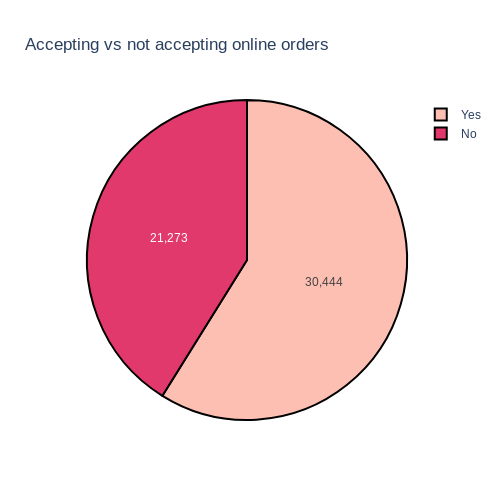 Accepting vs not accepting online orders
Yes
No
21,273
30,444